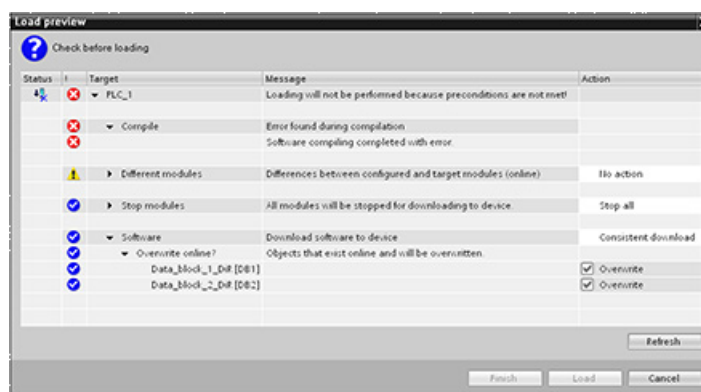 Load preview
Check before loading
Status ! Target Message Action
PLC_1 Loading will not be performed because preconditions are not met!
Compile Error found during compilation
Software compiling completed with error.
Different modules Differences between configured and target modules (online) No action
Stop modules All modules will be stopped for downloading to device. Stop all
Software Download software to device Consistent download
Overwrite online? Objects that exist online and will be overwritten.
Data_block_1_DiR [DB1] Overwrite
Data_block_2_DiR [DB2] Overwrite
Refresh
Finish Load Cancel